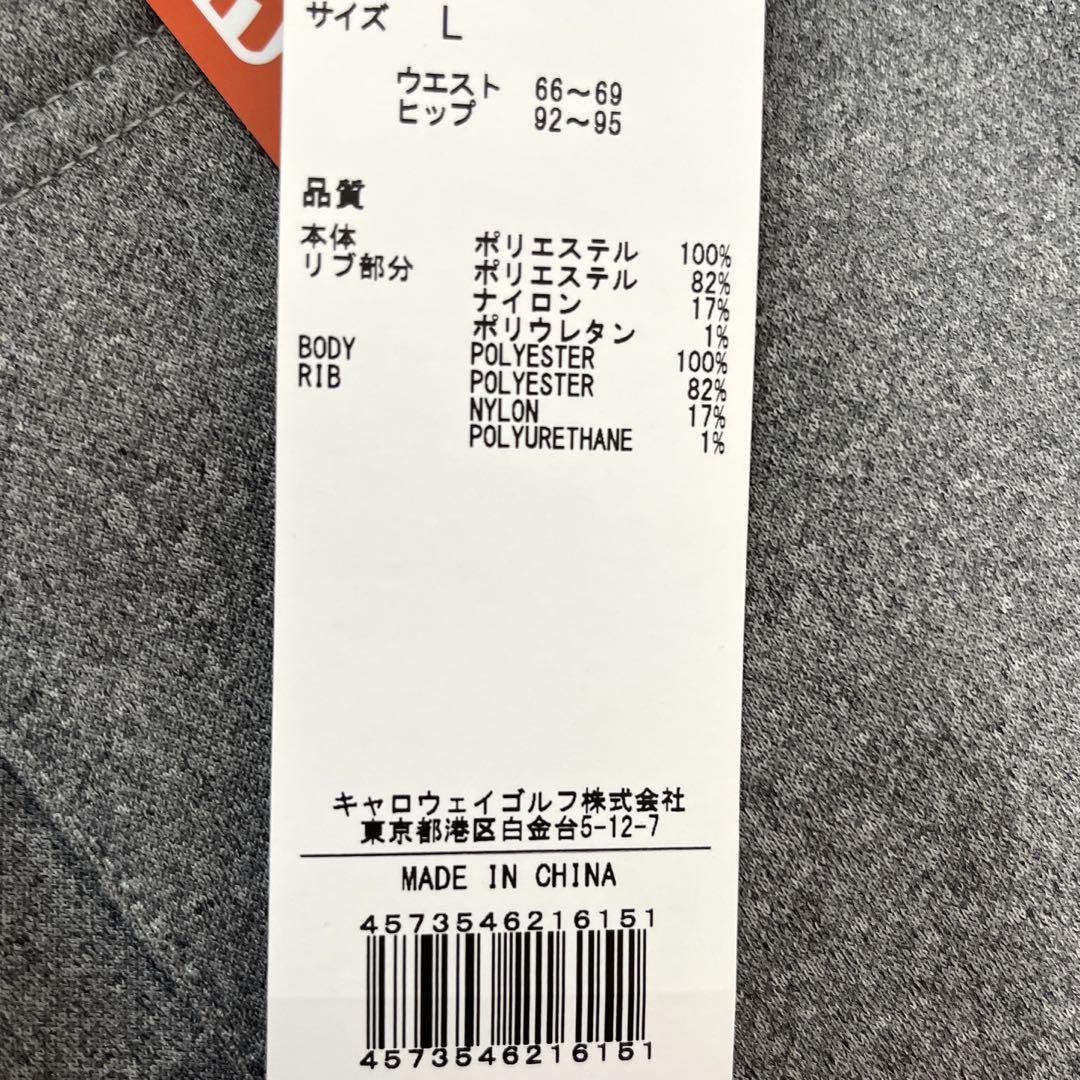 サイズ L
ウエスト 66～69
ヒップ 92～95
品質
本体 ポリエステル 100%
リブ部分 ポリエステル 82%
ナイロン 17%
ポリウレタン 1%
BODY POLYESTER 100%
RIB POLYESTER 82%
NYLON 17%
POLYURETHANE 1%
キャロウェイゴルフ株式会社
東京都港区白金台5-12-7
MADE IN CHINA
4573546216151
4573546216151